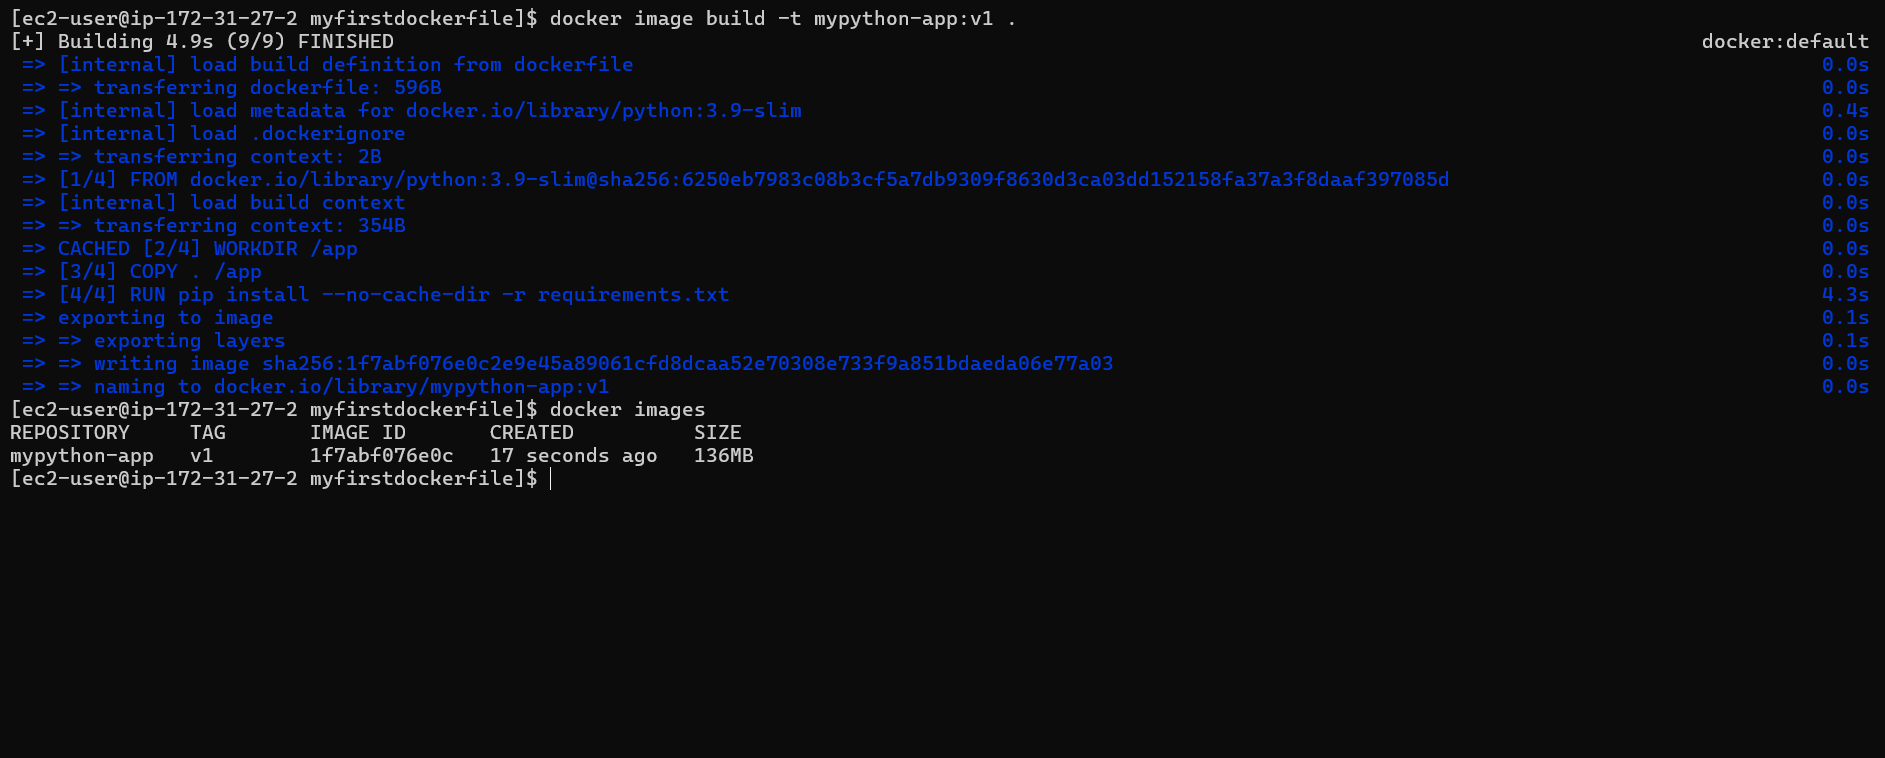 [ec2-user@ip-172-31-27-2 myfirstdockerfile]$ docker image build -t mypython-app:v1 .
[+] Building 4.9s (9/9) FINISHED docker:default
=> [internal] load build definition from dockerfile 0.0s
=> => transferring dockerfile: 596B 0.0s
=> [internal] load metadata for docker.io/library/python:3.9-slim 0.4s
=> [internal] load .dockerignore 0.0s
=> => transferring context: 2B 0.0s
=> [1/4] FROM docker.io/library/python:3.9-slim@sha256:6250eb7983c08b3cf5a7db9309f8630d3ca03dd152158fa37a3f8daaf397085d 0.0s
=> [internal] load build context 0.0s
=> => transferring context: 354B 0.0s
=> CACHED [2/4] WORKDIR /app 0.0s
=> [3/4] COPY . /app 0.0s
=> [4/4] RUN pip install --no-cache-dir -r requirements.txt 4.3s
=> exporting to image 0.1s
=> => exporting layers 0.1s
=> => writing image sha256:1f7abf076e0c2e9e45a89061cfd8dcaa52e70308e733f9a851bdaeda06e77a03 0.0s
=> => naming to docker.io/library/mypython-app:v1 0.0s
[ec2-user@ip-172-31-27-2 myfirstdockerfile]$ docker images
REPOSITORY TAG IMAGE ID CREATED SIZE
mypython-app v1 1f7abf076e0c 17 seconds ago 136MB
[ec2-user@ip-172-31-27-2 myfirstdockerfile]$